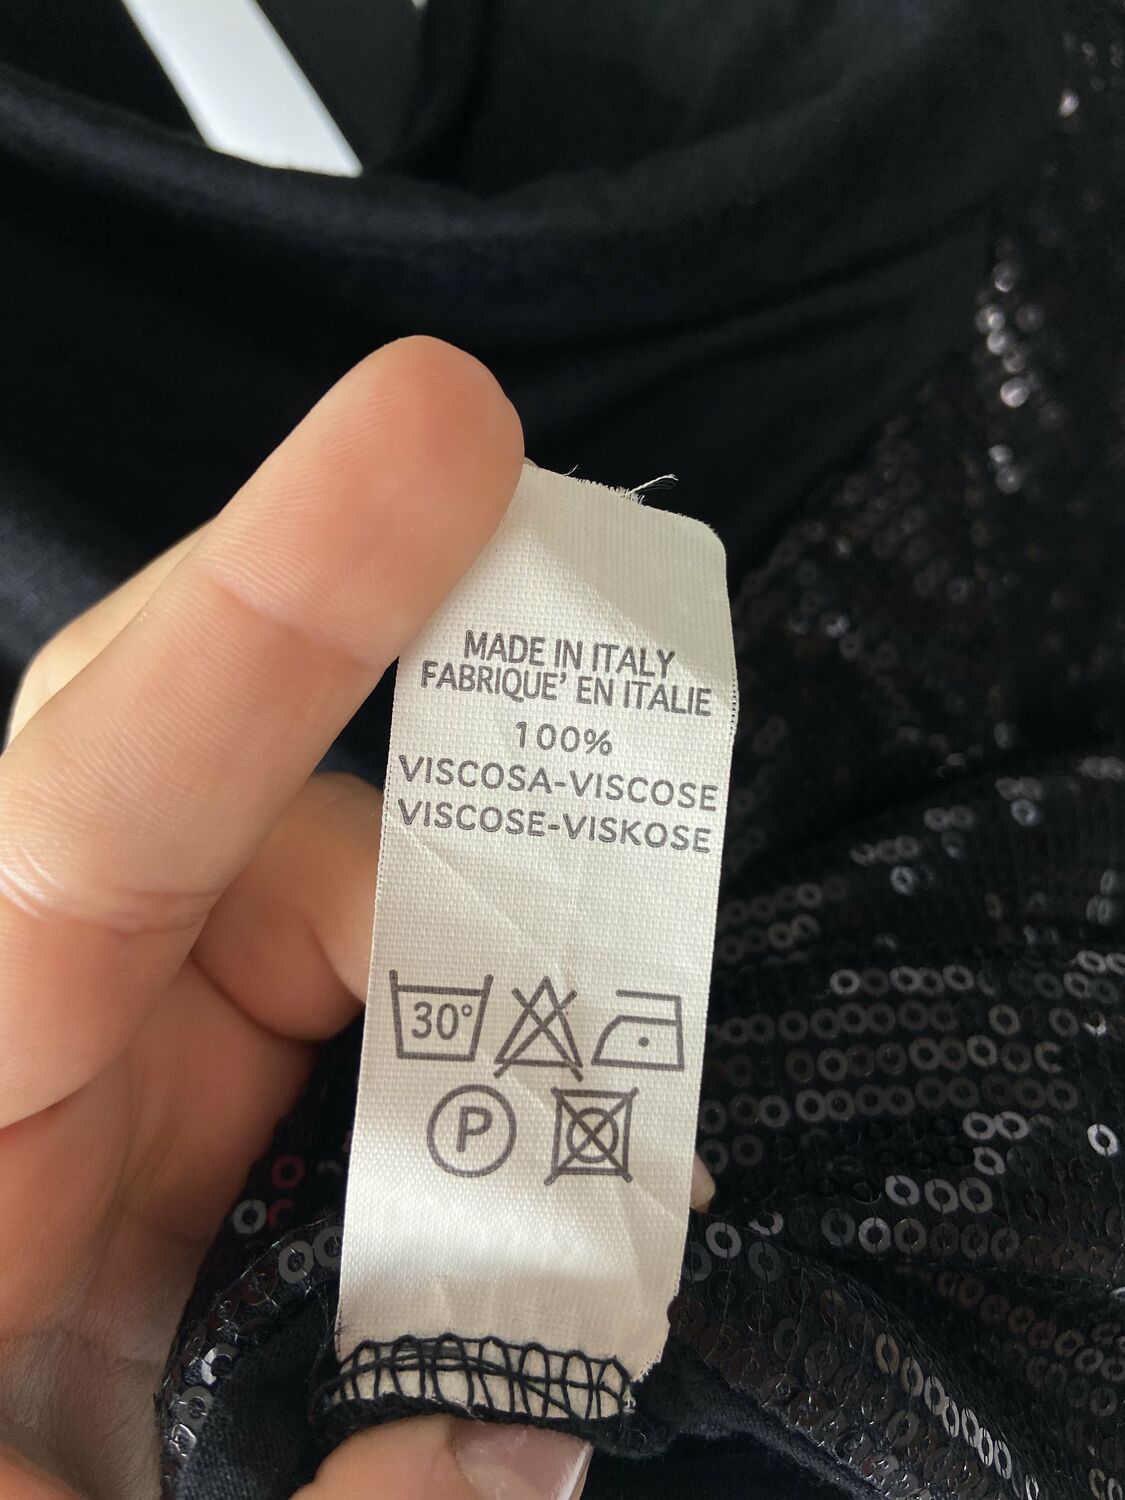 MADE IN ITALY
FABRIQUE' EN ITALIE
100%
VISCOSA-VISCOSE
VISCOSE-VISKOSE
30°
P